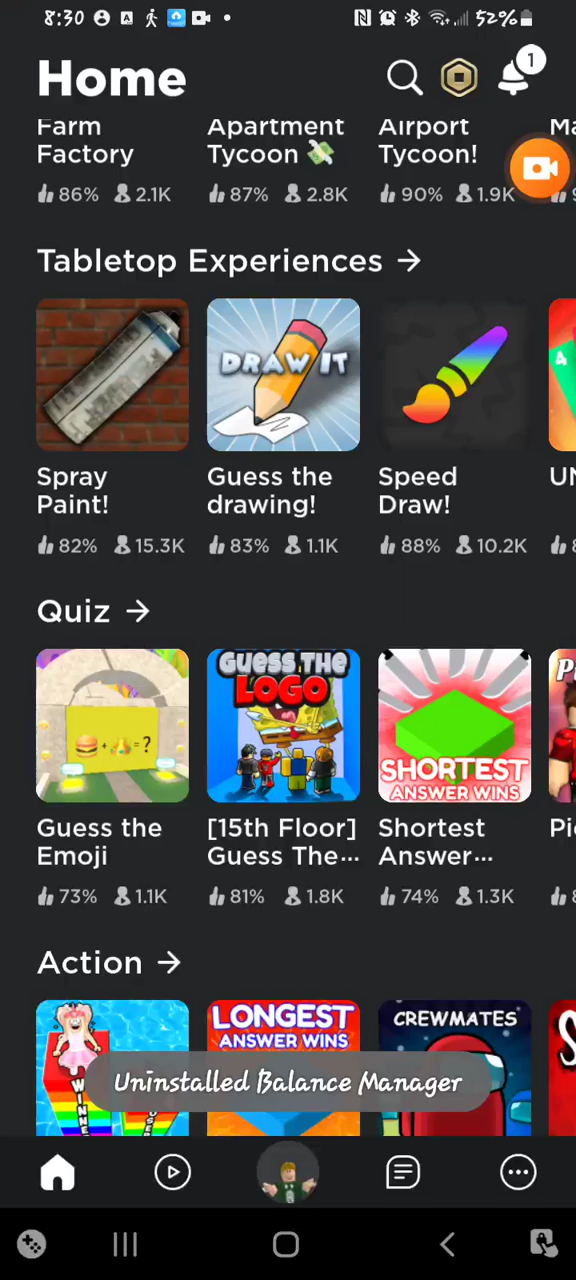 8:30
52%
Home
1
Farm
Factory
Apartment
Tycoon 💸
Airport
Tycoon!
86% 2.1K
87% 2.8K
90% 1.9K
Tabletop Experiences →
DRAW IT
4
Spray
Paint!
Guess the
drawing!
Speed
Draw!
UN
82% 15.3K
83% 1.1K
88% 10.2K
Quiz →
+ = ?
GUESS THE
LOGO
SHORTEST
ANSWER WINS
Guess the
Emoji
[15th Floor]
Guess The...
Shortest
Answer...
73% 1.1K
81% 1.8K
74% 1.3K
Action →
LONGEST
ANSWER WINS
CREWMATES
Uninstalled Balance Manager